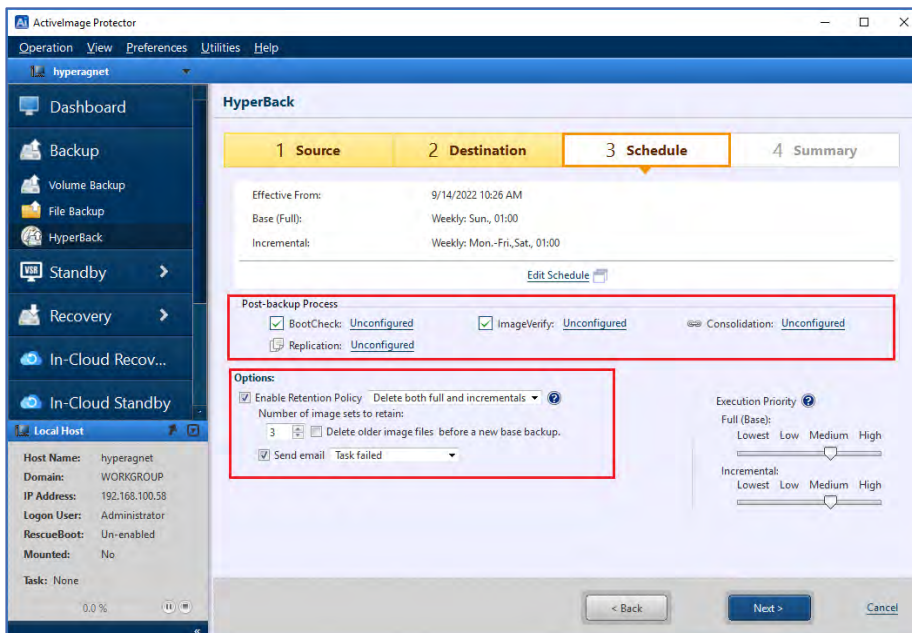 ActiveImage Protector
Operation View Preferences Utilities Help
hyperagnet
Dashboard
Backup
Volume Backup
File Backup
HyperBack
Standby
Recovery
In-Cloud Recov...
In-Cloud Standby
Local Host
Host Name: hyperagnet
Domain: WORKGROUP
IP Address: 192.168.100.58
Logon User: Administrator
RescueBoot: Un-enabled
Mounted: No
Task: None
0.0 %
HyperBack
1 Source 2 Destination 3 Schedule 4 Summary
Effective From: 9/14/2022 10:26 AM
Base (Full): Weekly: Sun., 01:00
Incremental: Weekly: Mon.-Fri.,Sat., 01:00
Edit Schedule
Post-backup Process
BootCheck: Unconfigured ImageVerify: Unconfigured Consolidation: Unconfigured
Replication: Unconfigured
Options:
Enable Retention Policy Delete both full and incrementals
Number of image sets to retain:
3 Delete older image files before a new base backup.
Send email Task failed
Execution Priority
Full (Base):
Lowest Low Medium High
Incremental:
Lowest Low Medium High
< Back Next > Cancel